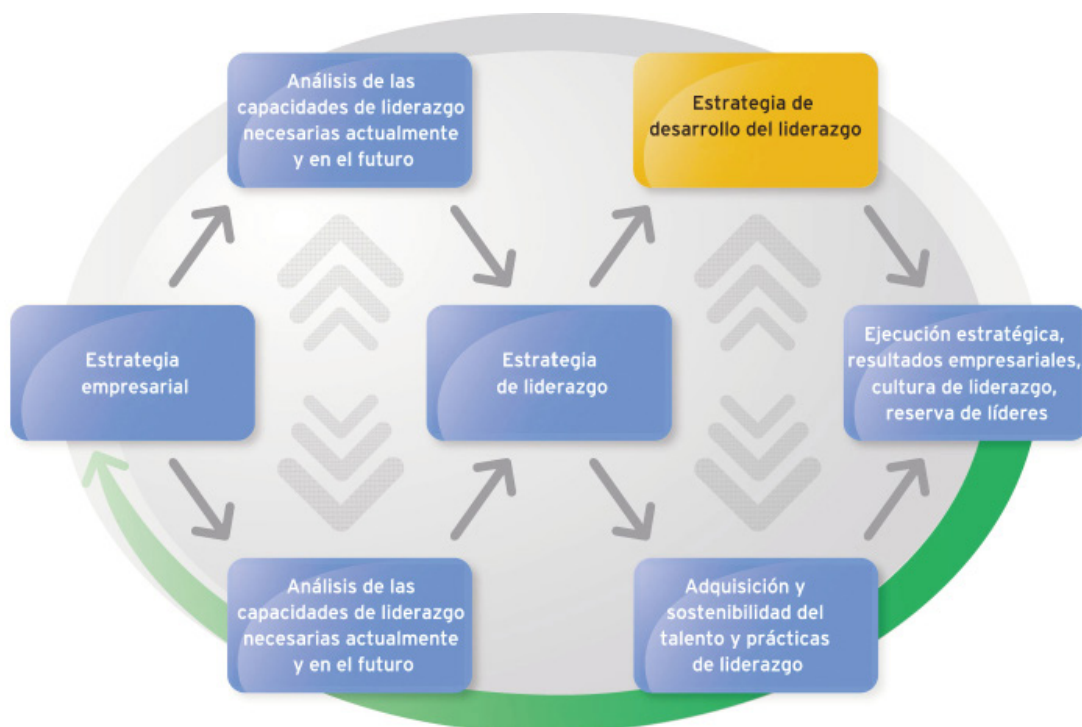 Análisis de las
capacidades de liderazgo
necesarias actualmente
y en el futuro
Estrategia de
desarrollo del liderazgo
Estrategia
empresarial
Estrategia
de liderazgo
Ejecución estratégica,
resultados empresariales,
cultura de liderazgo,
reserva de líderes
Análisis de las
capacidades de liderazgo
necesarias actualmente
y en el futuro
Adquisición y
sostenibilidad del
talento y prácticas
de liderazgo